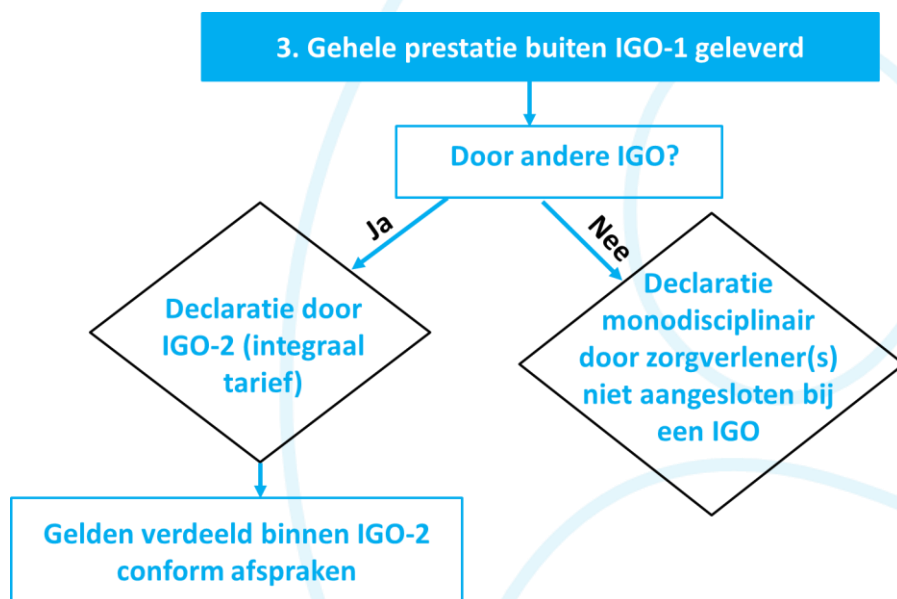 3. Gehele prestatie buiten IGO-1 geleverd
Door andere IGO?
Ja
Nee
Declaratie door
IGO-2 (integraal
tarief)
Declaratie
monodisciplinair
door zorgverlener(s)
niet aangesloten bij
een IGO
Gelden verdeeld binnen IGO-2
conform afspraken